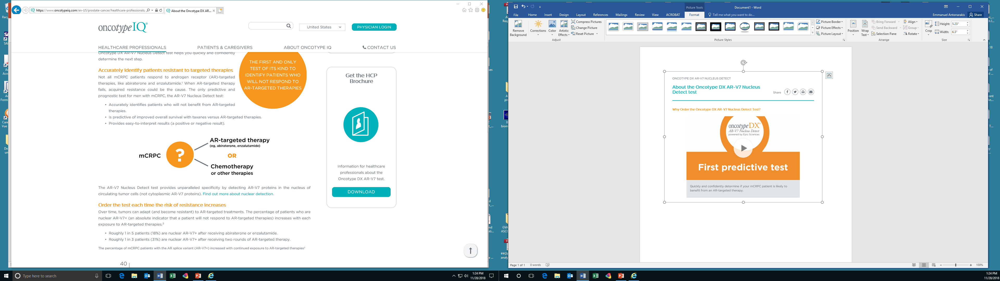 https://www.oncotypeiq.com/en-US/prostate-cancer/healthcare-professionals
About the Oncotype DX AR-...
oncotypeIQ®
United States
PHYSICIAN LOGIN
HEALTHCARE PROFESSIONALS
PATIENTS & CAREGIVERS
ABOUT ONCOTYPE IQ
CONTACT US
Oncotype DX AR-V7 Nucleus Detect test helps you quickly and confidently
determine the next step.
Accurately identify patients resistant to targeted therapies
Not all mCRPC patients respond to androgen receptor (AR)-targeted
therapies, like abiraterone and enzalutamide.¹ When AR-targeted therapy
fails, acquired resistance could be the cause. The only predictive and
prognostic test for men with mCRPC, the AR-V7 Nucleus Detect test:
• Accurately identifies patients who will not benefit from AR-targeted
therapies.
• Is predictive of improved overall survival with taxanes versus AR-targeted therapies.
• Provides easy-to-interpret results (a positive or negative result).
THE FIRST AND ONLY
TEST OF ITS KIND TO
IDENTIFY PATIENTS WHO
WILL NOT RESPOND TO
AR-TARGETED THERAPIES
mCRPC
?
AR-targeted therapy
(eg, abiraterone, enzalutamide)
OR
Chemotherapy
or other therapies
The AR-V7 Nucleus Detect test provides unparalleled specificity by detecting AR-V7 proteins in the nucleus of
circulating tumor cells (not cytoplasmic AR-V7 proteins). Find out more about nuclear detection.
Order the test each time the risk of resistance increases
Over time, tumors can adapt (and become resistant) to AR-targeted treatments. The percentage of patients who are
nuclear AR-V7+ (an absolute indicator that a patient will not respond to AR-targeted therapies) increases with each
exposure to AR-targeted therapies.²
• Roughly 1 in 5 patients (18%) are nuclear AR-V7+ after receiving abiraterone or enzalutamide.
• Roughly 1 in 3 patients (31%) are nuclear AR-V7+ after receiving two rounds of AR-targeted therapy.
The percentage of mCRPC patients with the AR splice variant (AR-V7+) increased with continued exposure to AR-targeted therapies²
40
Get the HCP
Brochure
Information for healthcare
professionals about the
Oncotype DX AR-V7 test.
DOWNLOAD
Type here to search
1:24 PM
11/28/2018
Picture Tools
Document1 - Word
File Home Insert Design Layout References Mailings Review View ACROBAT Format Tell me what you want to do...
Emmanuel Antonarakis Share
Remove
Background
Corrections
Color
Artistic
Effects
Compress Pictures
Change Picture
Reset Picture
Adjust
Picture Styles
Picture Border
Picture Effects
Picture Layout
Position
Wrap
Text
Bring Forward
Send Backward
Selection Pane
Align
Group
Rotate
Arrange
Crop
Height: 5.23"
Width: 6.3"
Size
ONCOTYPE DX AR-V7 NUCLEUS DETECT
About the Oncotype DX AR-V7 Nucleus
Detect test
Share
Why Order the Oncotype DX AR-V7 Nucleus Detect Test?
oncotypeDX®
AR-V7 Nucleus Detect
powered by Epic Sciences
First predictive test
Quickly and confidently determine if your mCRPC patient is likely to
benefit from an AR-targeted therapy.
Page 1 of 1 0 words
100%
1:24 PM
11/28/2018